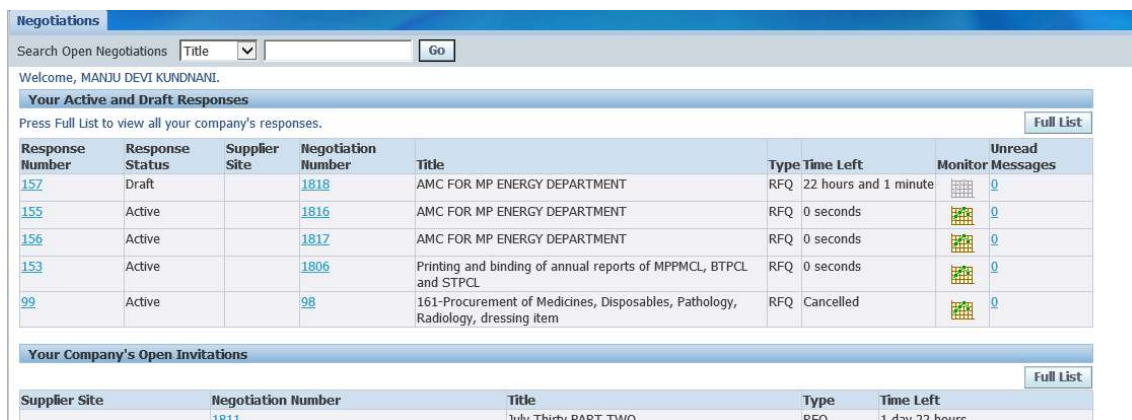 Negotiations
Search Open Negotiations Title Go
Welcome, MANJU DEVI KUNDNANI.
Your Active and Draft Responses
Press Full List to view all your company's responses. Full List
Response Response Supplier Negotiation Unread
Number Status Site Number Title Type Time Left Monitor Messages
157 Draft 1818 AMC FOR MP ENERGY DEPARTMENT RFQ 22 hours and 1 minute 0
155 Active 1816 AMC FOR MP ENERGY DEPARTMENT RFQ 0 seconds 0
156 Active 1817 AMC FOR MP ENERGY DEPARTMENT RFQ 0 seconds 0
153 Active 1806 Printing and binding of annual reports of MPPMCL, BTPCL RFQ 0 seconds 0
and STPCL
99 Active 98 161-Procurement of Medicines, Disposables, Pathology, RFQ Cancelled 0
Radiology, dressing item
Your Company's Open Invitations
Full List
Supplier Site Negotiation Number Title Type Time Left
1811 July Thirty PART TWO RFQ 1 day 22 hours